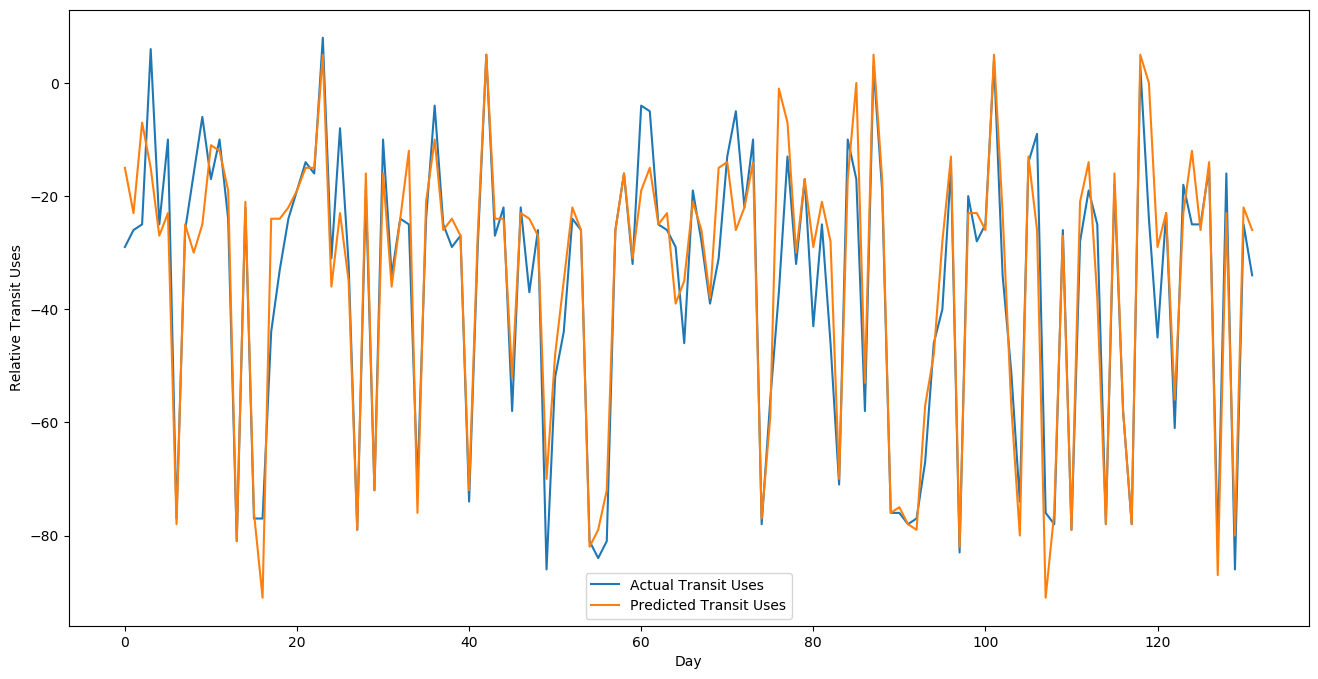 0
−20
−40
−60
−80
Relative Transit Uses
Actual Transit Uses
Predicted Transit Uses
0 20 40 60 80 100 120
Day